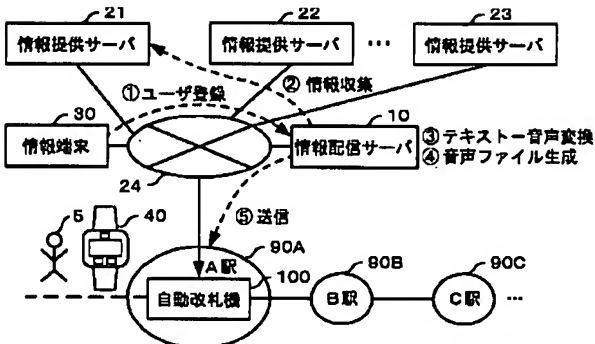 21
22
23
情報提供サーバ
情報提供サーバ
…
情報提供サーバ
①ユーザ登録
②情報収集
30
10
情報端末
情報配信サーバ
③テキストー音声変換
④音声ファイル生成
24
⑤送信
5
40
90A
A駅
100
自動改札機
90B
B駅
90C
C駅
…